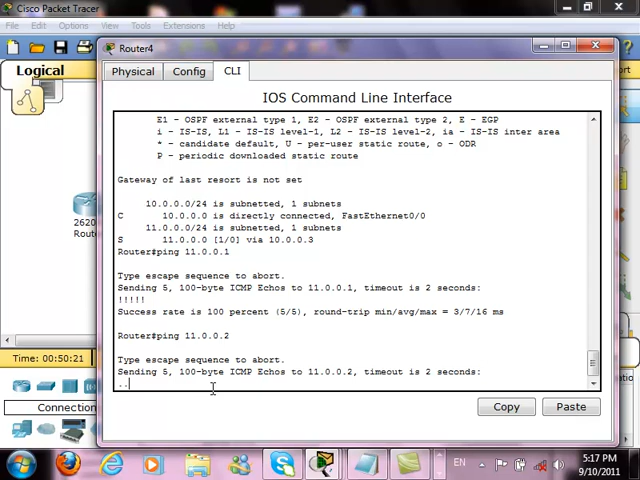 Cisco Packet Tracer
File Edit Options View Tools Extensions Help
Router4
Logical
Physical Config CLI
IOS Command Line Interface
E1 - OSPF external type 1, E2 - OSPF external type 2, E - EGP
i - IS-IS, L1 - IS-IS level-1, L2 - IS-IS level-2, ia - IS-IS inter area
* - candidate default, U - per-user static route, o - ODR
P - periodic downloaded static route
Gateway of last resort is not set
10.0.0.0/24 is subnetted, 1 subnets
C 10.0.0.0 is directly connected, FastEthernet0/0
11.0.0.0/24 is subnetted, 1 subnets
S 11.0.0.0 [1/0] via 10.0.0.3
Router#ping 11.0.0.1
Type escape sequence to abort.
Sending 5, 100-byte ICMP Echos to 11.0.0.1, timeout is 2 seconds:
!!!!!
Success rate is 100 percent (5/5), round-trip min/avg/max = 3/7/16 ms
Router#ping 11.0.0.2
Type escape sequence to abort.
Sending 5, 100-byte ICMP Echos to 11.0.0.2, timeout is 2 seconds:
..
Copy Paste
2620
Route
Time: 00:50:21
Connection
EN
5:17 PM
9/10/2011